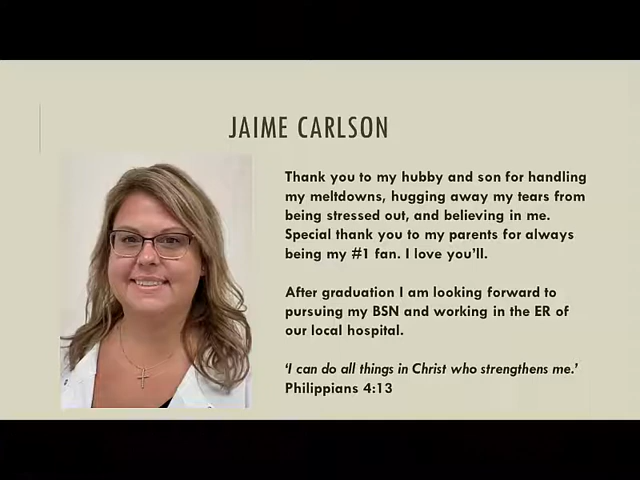 JAIME CARLSON
Thank you to my hubby and son for handling
my meltdowns, hugging away my tears from
being stressed out, and believing in me.
Special thank you to my parents for always
being my #1 fan. I love you'll.
After graduation I am looking forward to
pursuing my BSN and working in the ER of
our local hospital.
'I can do all things in Christ who strengthens me.'
Philippians 4:13